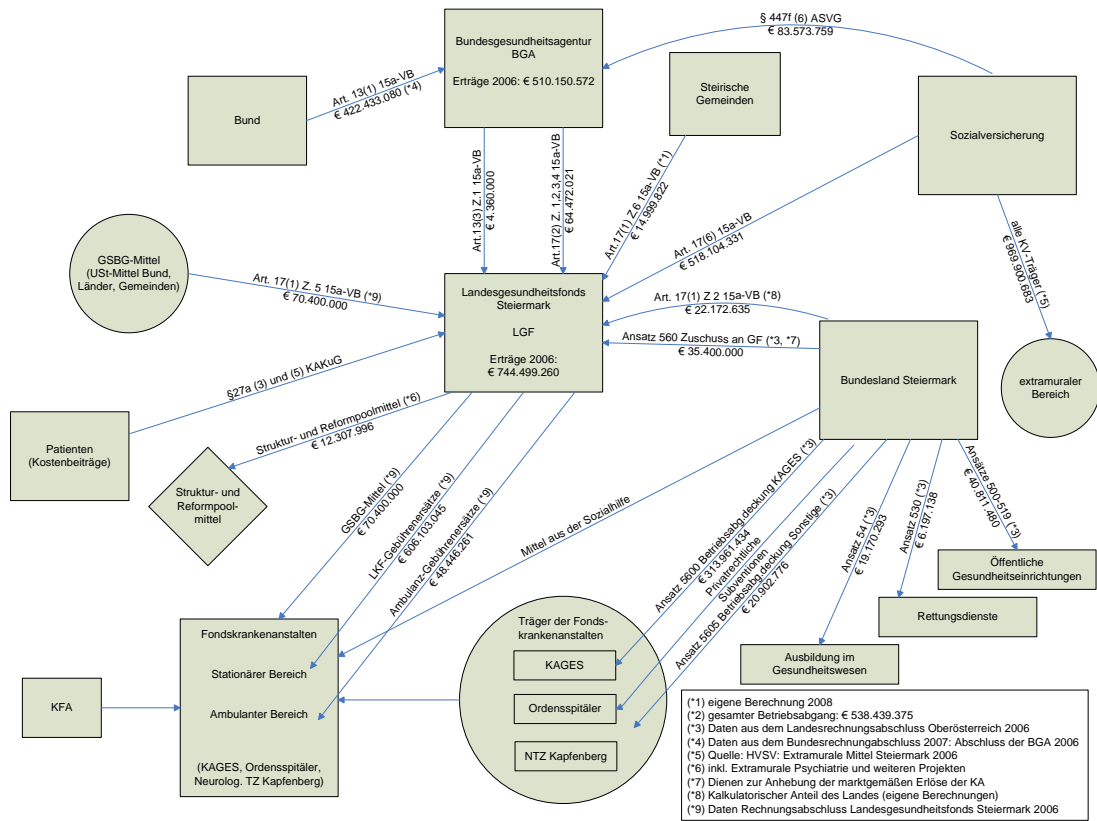 § 447f (6) ASVG
€ 83.573.759
Bundesgesundheitsagentur
BGA
Erträge 2006: € 510.150.572
Steirische
Gemeinden
Bund
Art. 13(1) 15a-VB
€ 422.433.080 (*4)
Sozialversicherung
Art.13(3) Z.1 15a-VB
€ 4.360.000
Art.17(2) Z. 1,2,3,4 15a-VB
€ 64.472.021
Art.17(1) Z.6 15a-VB (*1)
€ 14.999.822
Art. 17(6) 15a-VB
€ 518.104.331
alle KV-Träger (*5)
€ 969.900.683
GSBG-Mittel
(USt-Mittel Bund,
Länder, Gemeinden)
Art. 17(1) Z. 5 15a-VB (*9)
€ 70.400.000
Landesgesundheitsfonds
Steiermark
LGF
Erträge 2006:
€ 744.499.260
Art. 17(1) Z 2 15a-VB (*8)
€ 22.172.635
Ansatz 560 Zuschuss an GF (*3, *7)
€ 35.400.000
Bundesland Steiermark
extramuraler
Bereich
§27a (3) und (5) KAKuG
Patienten
(Kostenbeiträge)
Struktur- und Reformpoolmittel (*6)
€ 12.307.996
Struktur- und
Reformpool-
mittel
GSBG-Mittel (*9)
€ 70.400.000
LKF-Gebührenersätze (*9)
€ 606.103.045
Ambulanz-Gebührenersätze (*9)
€ 48.446.261
Mittel aus der Sozialhilfe
Ansatz 5600 Betriebsabg.deckung KAGES (*3)
€ 313.961.434
Privatrechtliche
Subventionen
Ansatz 5605 Betriebsabg.deckung Sonstige (*3)
€ 20.902.776
Ansatz 54 (*3)
€ 19.170.293
Ansatz 530 (*3)
€ 6.197.138
Ansätze 500-519 (*3)
€ 40.811.480
Öffentliche
Gesundheitseinrichtungen
Rettungsdienste
Ausbildung im
Gesundheitswesen
Fondskrankenanstalten
Stationärer Bereich
Ambulanter Bereich
(KAGES, Ordensspitäler,
Neurolog. TZ Kapfenberg)
KFA
Träger der Fonds-
krankenanstalten
KAGES
Ordensspitäler
NTZ Kapfenberg
(*1) eigene Berechnung 2008
(*2) gesamter Betriebsabgang: € 538.439.375
(*3) Daten aus dem Landesrechnungsabschluss Oberösterreich 2006
(*4) Daten aus dem Bundesrechnungabschluss 2007: Abschluss der BGA 2006
(*5) Quelle: HVSV: Extramurale Mittel Steiermark 2006
(*6) inkl. Extramurale Psychiatrie und weiteren Projekten
(*7) Dienen zur Anhebung der marktgemäßen Erlöse der KA
(*8) Kalkulatorischer Anteil des Landes (eigene Berechnungen)
(*9) Daten Rechnungsabschluss Landesgesundheitsfonds Steiermark 2006